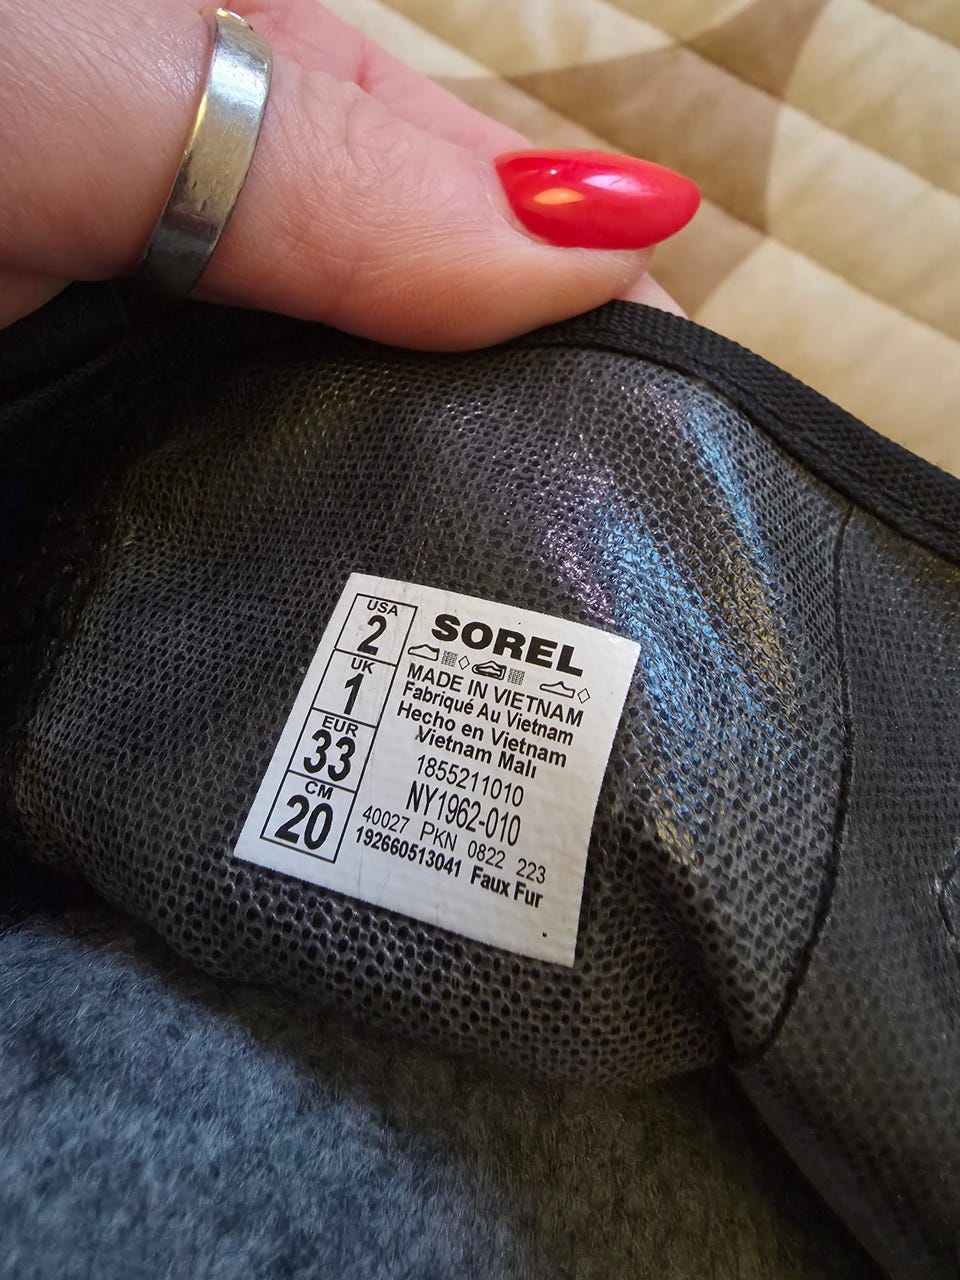 USA
2
UK
1
EUR
33
CM
20
SOREL
MADE IN VIETNAM
Fabriqué Au Vietnam
Hecho en Vietnam
Vietnam Malı
1855211010
NY1962-010
40027 PKN 0822 223
192660513041 Faux Fur